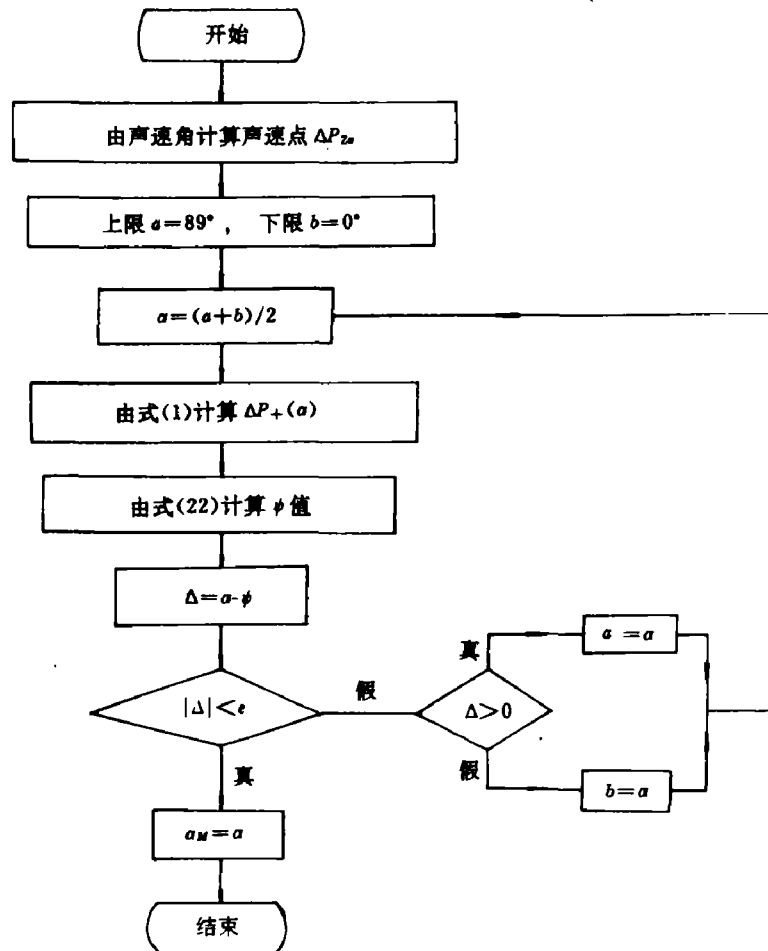 开始
由声速角计算声速点 ΔP₂ₐ
上限 a=89°， 下限 b=0°
α=(a+b)/2
由式(1)计算 ΔP₊(α)
由式(22)计算 ψ 值
Δ=α-ψ
|Δ|<ε
假
Δ>0
真
a =α
假
b=α
真
α_M=α
结束